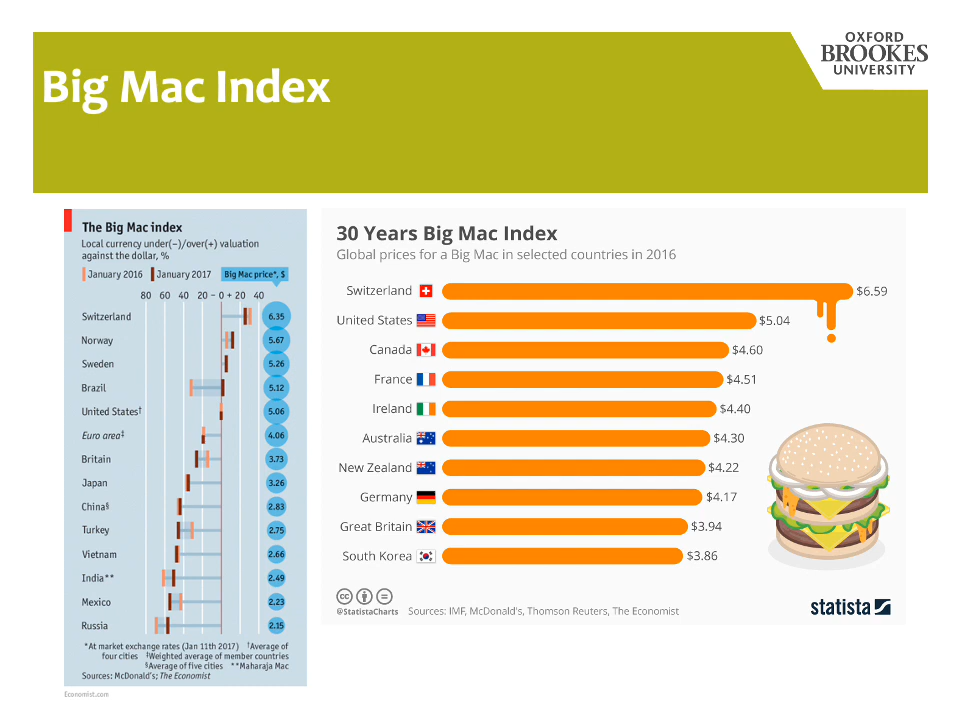 OXFORD
BROOKES
UNIVERSITY
Big Mac Index
The Big Mac index
Local currency under(−)/over(+) valuation
against the dollar, %
January 2016 January 2017 Big Mac price*, $
80 60 40 20 – 0 + 20 40
Switzerland 6.35
Norway 5.67
Sweden 5.26
Brazil 5.12
United States† 5.06
Euro area‡ 4.06
Britain 3.73
Japan 3.26
China§ 2.83
Turkey 2.75
Vietnam 2.66
India** 2.49
Mexico 2.23
Russia 2.15
*At market exchange rates (Jan 11th 2017) †Average of
four cities ‡Weighted average of member countries
§Average of five cities **Maharaja Mac
Sources: McDonald's; The Economist
Economist.com
30 Years Big Mac Index
Global prices for a Big Mac in selected countries in 2016
Switzerland $6.59
United States $5.04
Canada $4.60
France $4.51
Ireland $4.40
Australia $4.30
New Zealand $4.22
Germany $4.17
Great Britain $3.94
South Korea $3.86
cc
@StatistaCharts Sources: IMF, McDonald's, Thomson Reuters, The Economist
statista